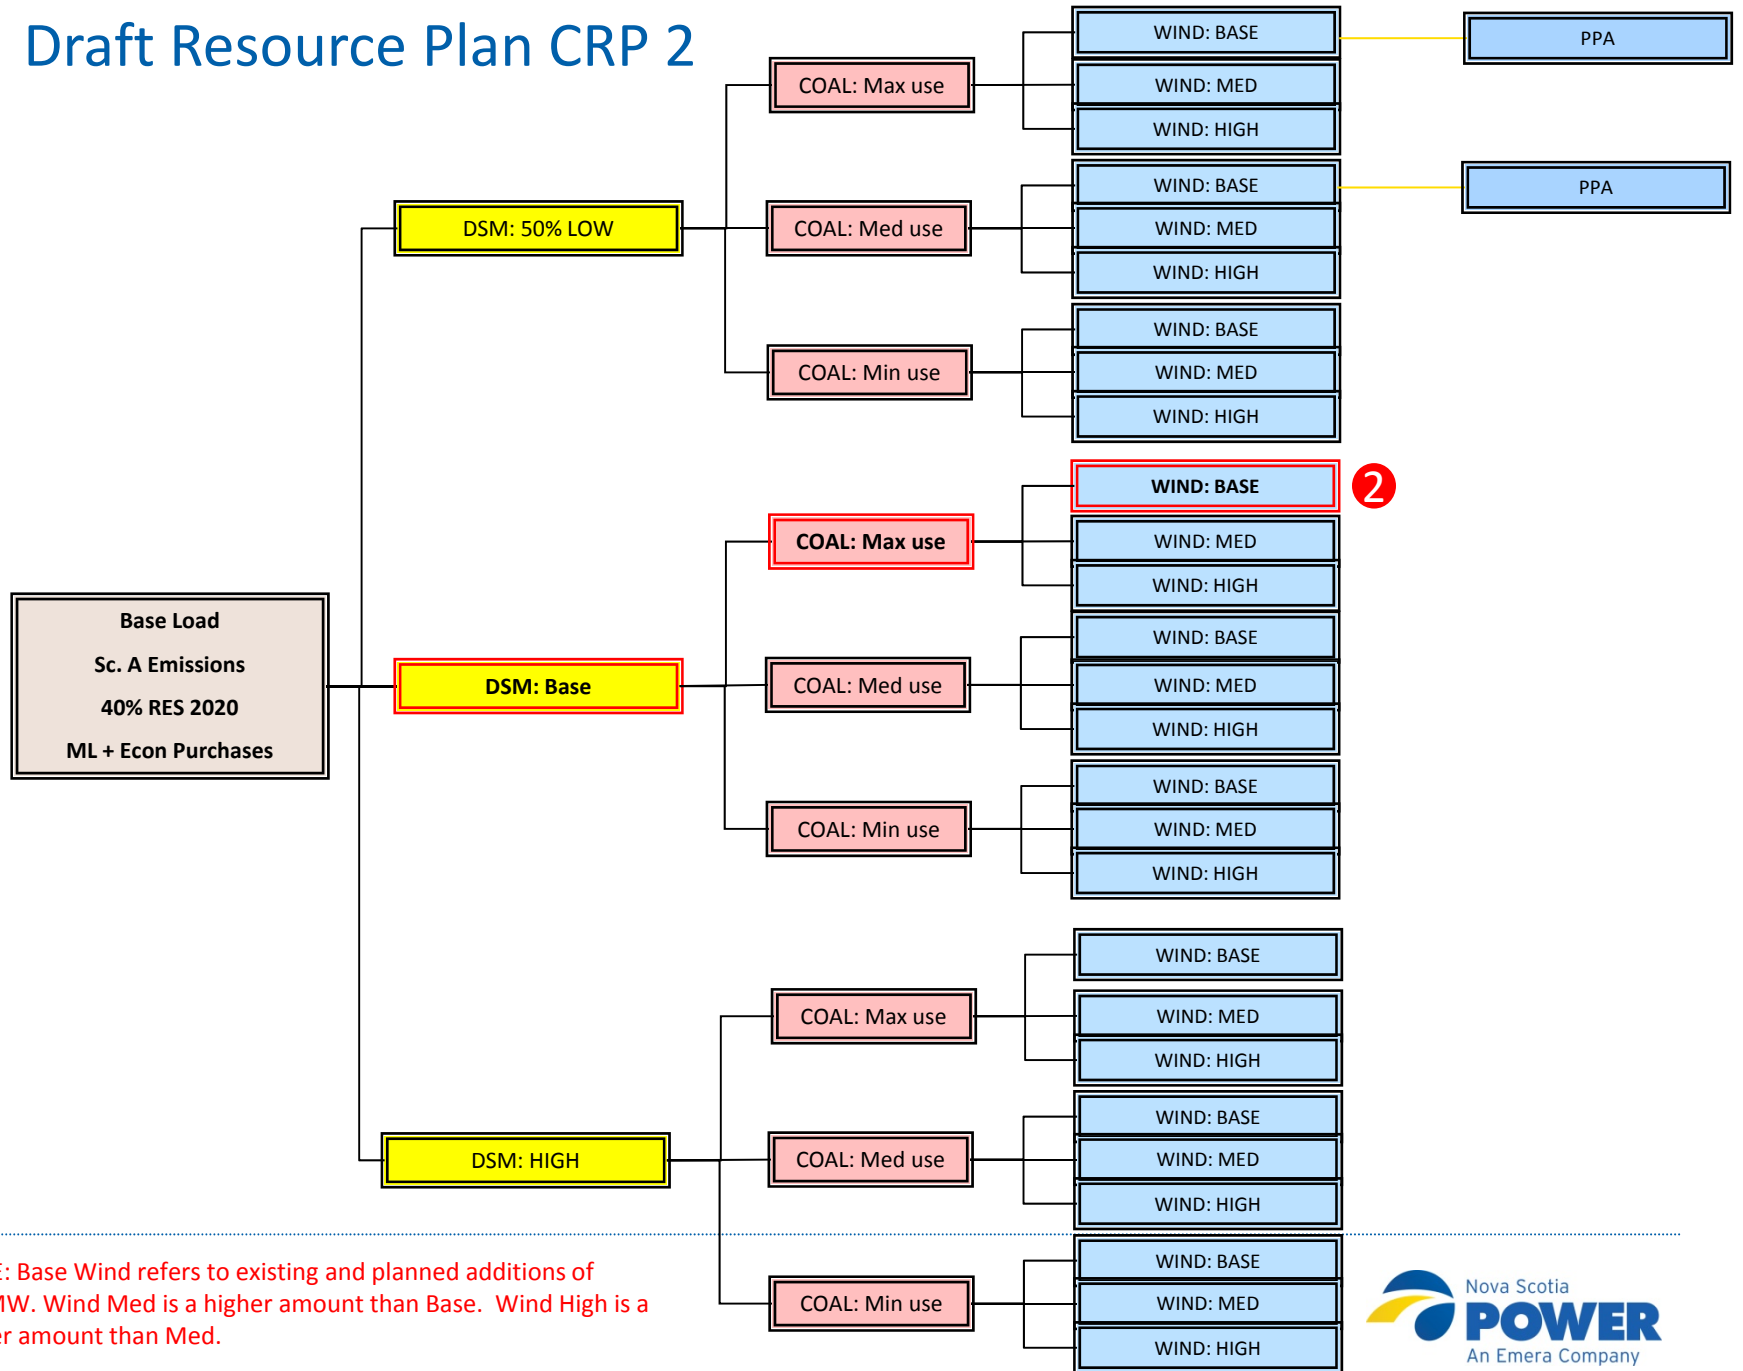 Draft Resource Plan CRP 2
WIND: BASE
PPA
COAL: Max use
WIND: MED
WIND: HIGH
WIND: BASE
PPA
DSM: 50% LOW
COAL: Med use
WIND: MED
WIND: HIGH
WIND: BASE
COAL: Min use
WIND: MED
WIND: HIGH
WIND: BASE
2
COAL: Max use
WIND: MED
WIND: HIGH
Base Load
Sc. A Emissions
40% RES 2020
ML + Econ Purchases
DSM: Base
WIND: BASE
COAL: Med use
WIND: MED
WIND: HIGH
WIND: BASE
COAL: Min use
WIND: MED
WIND: HIGH
WIND: BASE
COAL: Max use
WIND: MED
WIND: HIGH
WIND: BASE
DSM: HIGH
COAL: Med use
WIND: MED
WIND: HIGH
WIND: BASE
COAL: Min use
WIND: MED
WIND: HIGH
: Base Wind refers to existing and planned additions of
MW. Wind Med is a higher amount than Base. Wind High is a
amount than Med.
Nova Scotia
POWER
An Emera Company